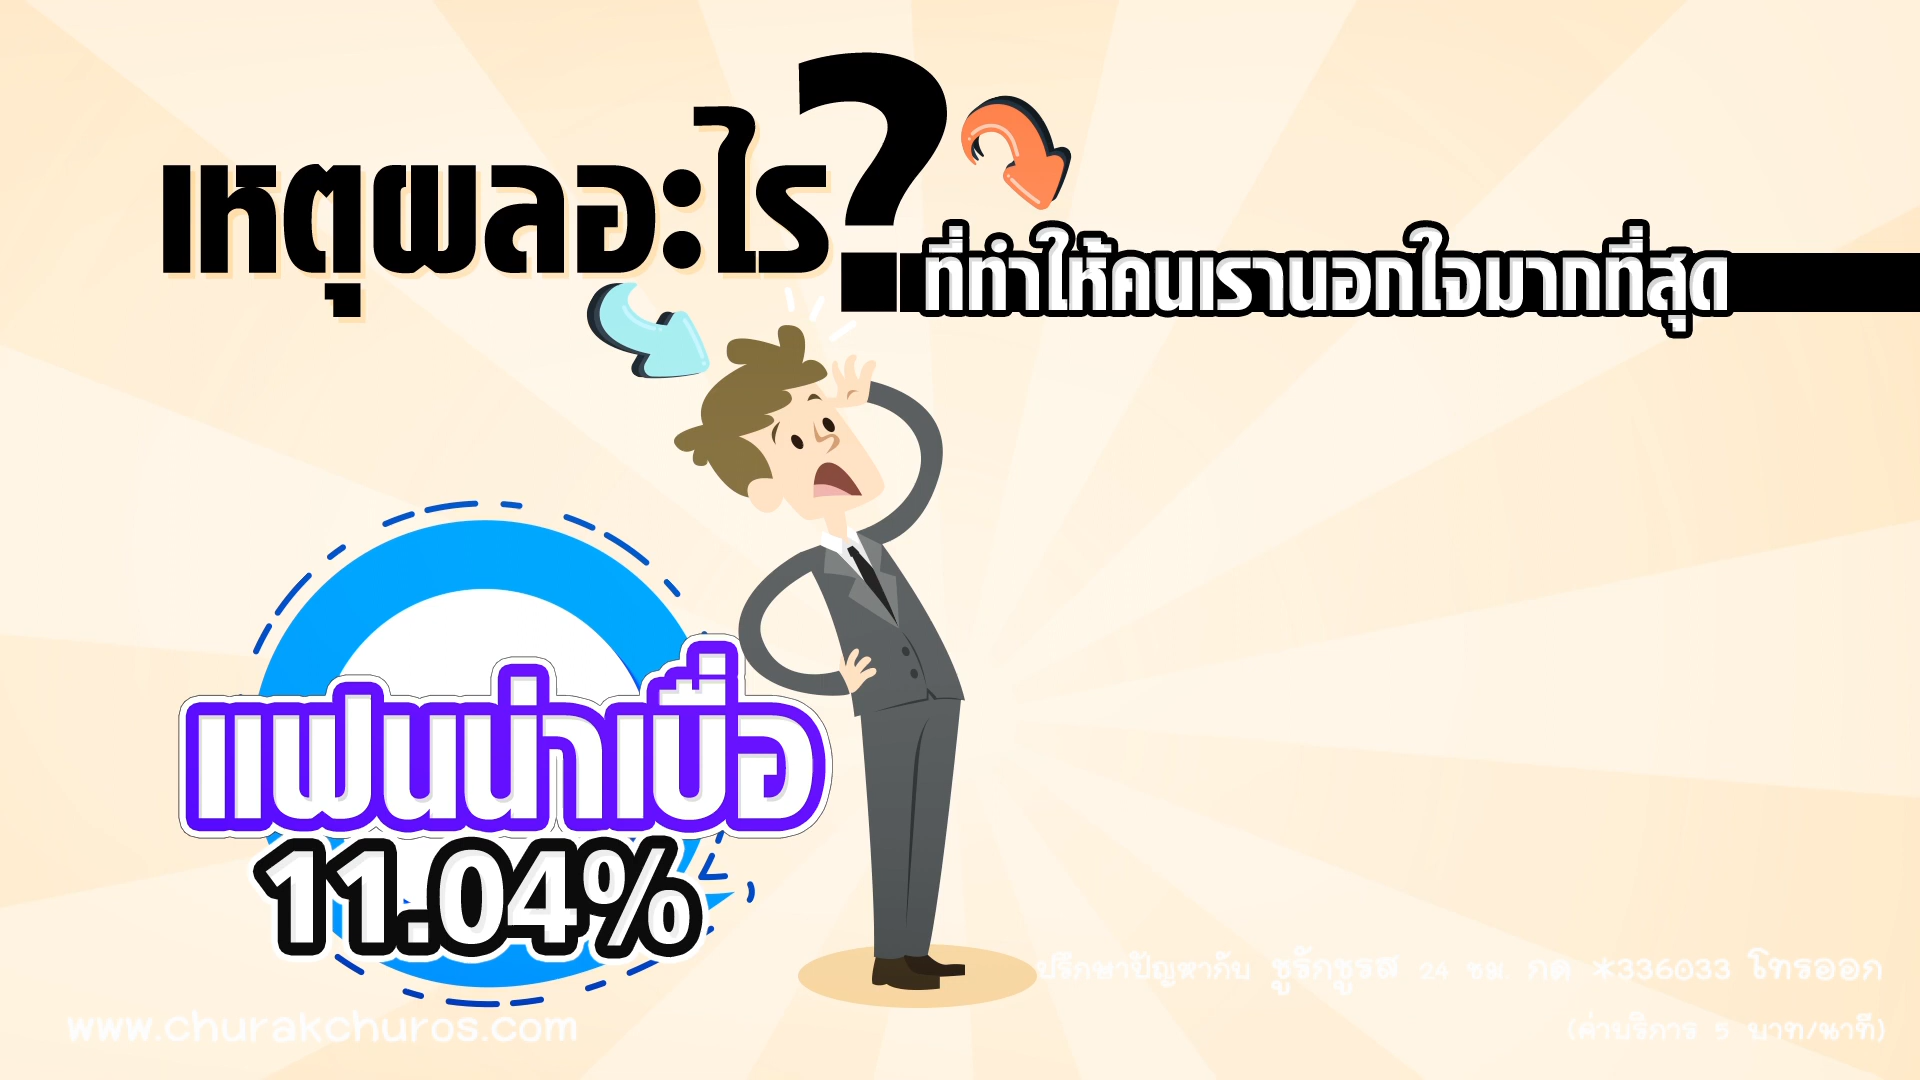 เหตุผลอะไร?
ที่ทำให้คนเรานอกใจมากที่สุด
แฟนน่าเบื่อ
11.04%
ปรึกษาปัญหากับ ชูรักชูรส 24 ชม. กด *336033 โทรออก
www.churakchuros.com
(ค่าบริการ 5 บาท/นาที)